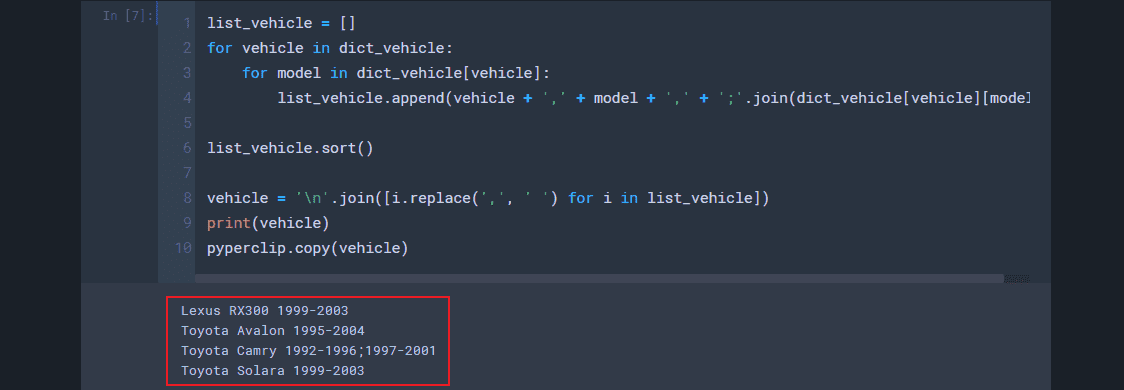 In [7]:
1 list_vehicle = []
2 for vehicle in dict_vehicle:
3     for model in dict_vehicle[vehicle]:
4         list_vehicle.append(vehicle + ',' + model + ',' + ';'.join(dict_vehicle[vehicle][model
5
6 list_vehicle.sort()
7
8 vehicle = '\n'.join([i.replace(',', ' ') for i in list_vehicle])
9 print(vehicle)
10 pyperclip.copy(vehicle)
Lexus RX300 1999-2003
Toyota Avalon 1995-2004
Toyota Camry 1992-1996;1997-2001
Toyota Solara 1999-2003